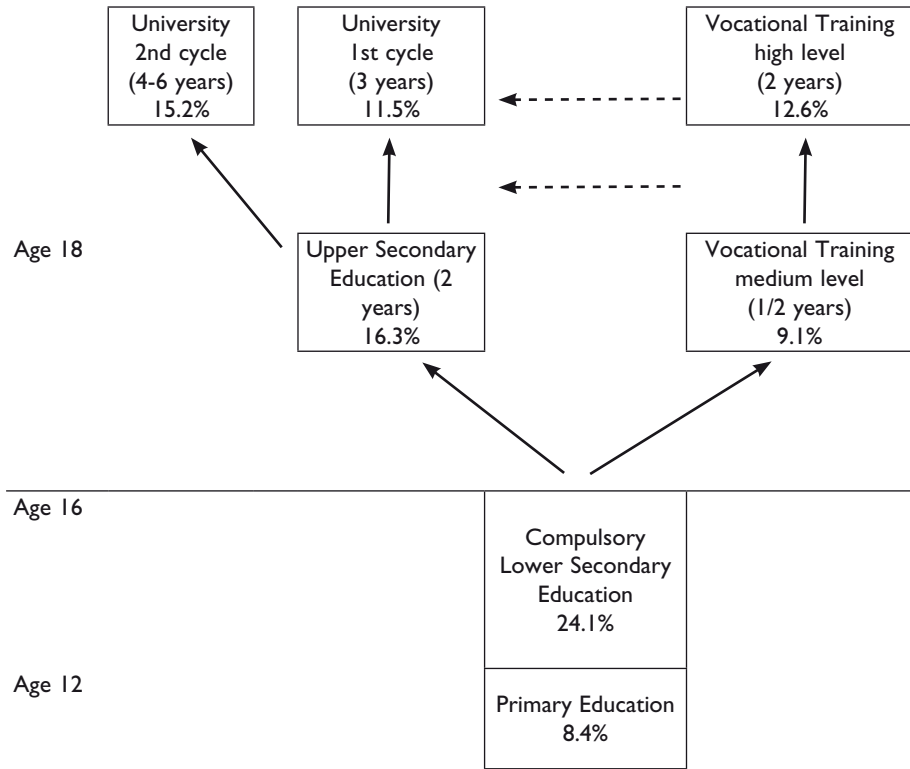 University
2nd cycle
(4-6 years)
15.2%
University
1st cycle
(3 years)
11.5%
Vocational Training
high level
(2 years)
12.6%
Age 18
Upper Secondary
Education (2
years)
16.3%
Vocational Training
medium level
(1/2 years)
9.1%
Age 16
Compulsory
Lower Secondary
Education
24.1%
Age 12
Primary Education
8.4%